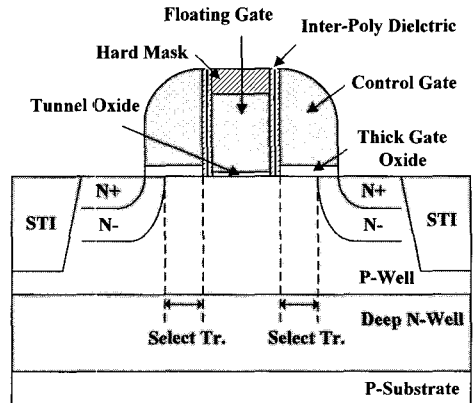 Floating Gate
Hard Mask
Inter-Poly Dielctric
Control Gate
Tunnel Oxide
Thick Gate
Oxide
N+
N+
STI
N-
N-
STI
P-Well
Deep N-Well
Select Tr.
Select Tr.
P-Substrate